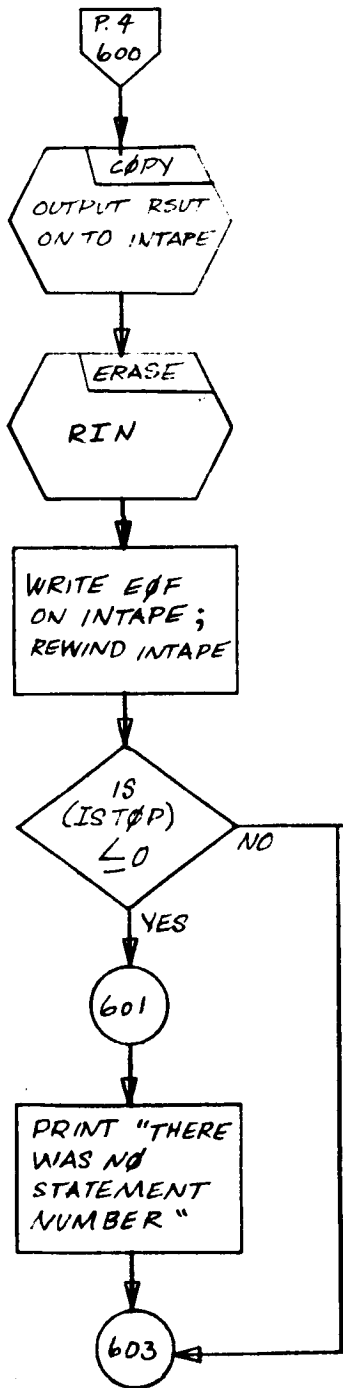 P. 4
600
CØPY
OUTPUT RSUT
ON TO INTAPE
ERASE
RIN
WRITE EØF
ON INTAPE;
REWIND INTAPE
IS
(ISTØP)
≤0
NO
YES
601
PRINT "THERE
WAS NØ
STATEMENT
NUMBER"
603